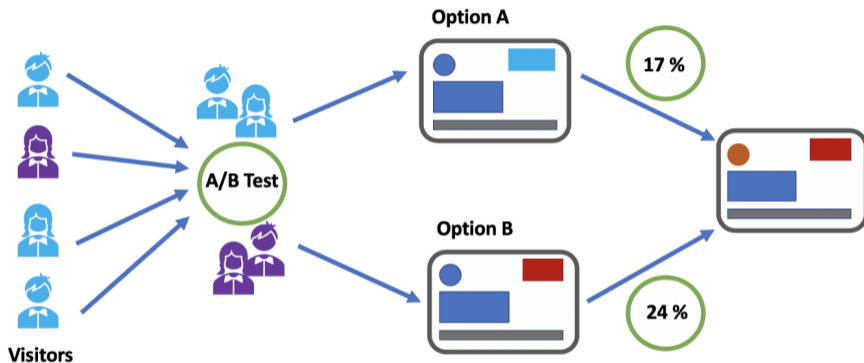 Option A
17 %
A/B Test
Option B
24 %
Visitors